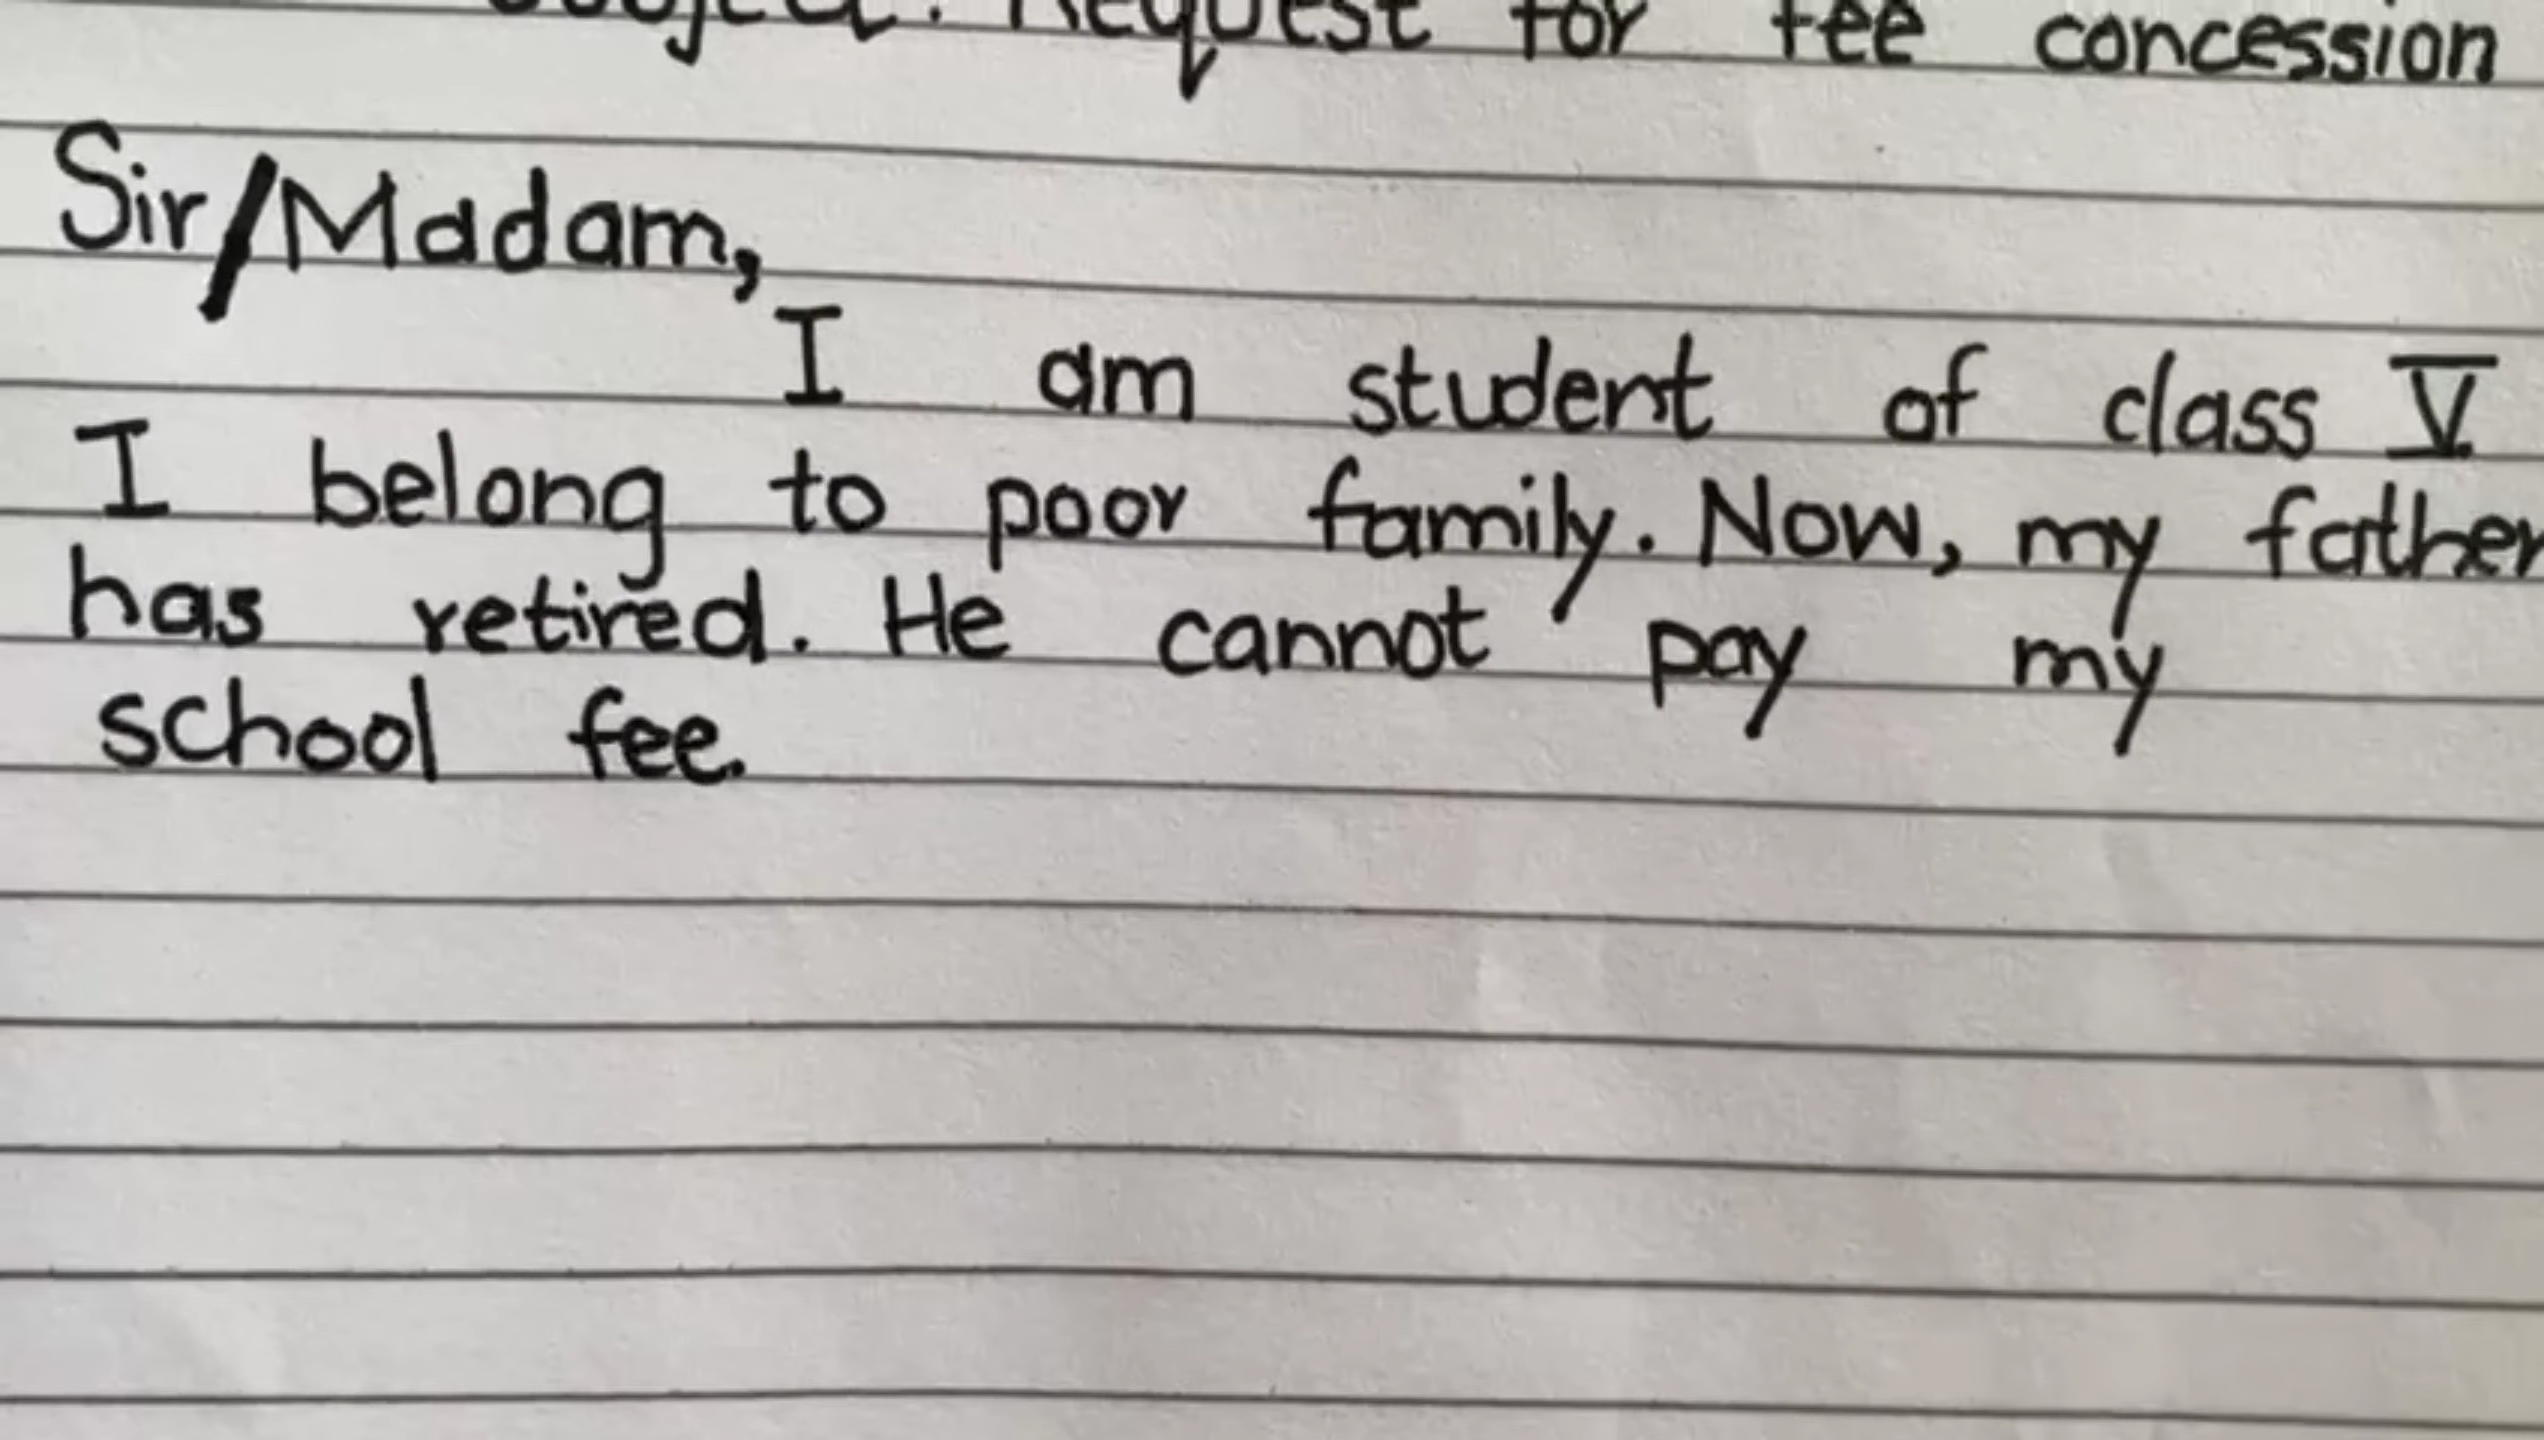 Subject: Request for fee concession
Sir/Madam,
I am student of class V.
I belong to poor family. Now, my father
has retired. He cannot pay my
school fee.